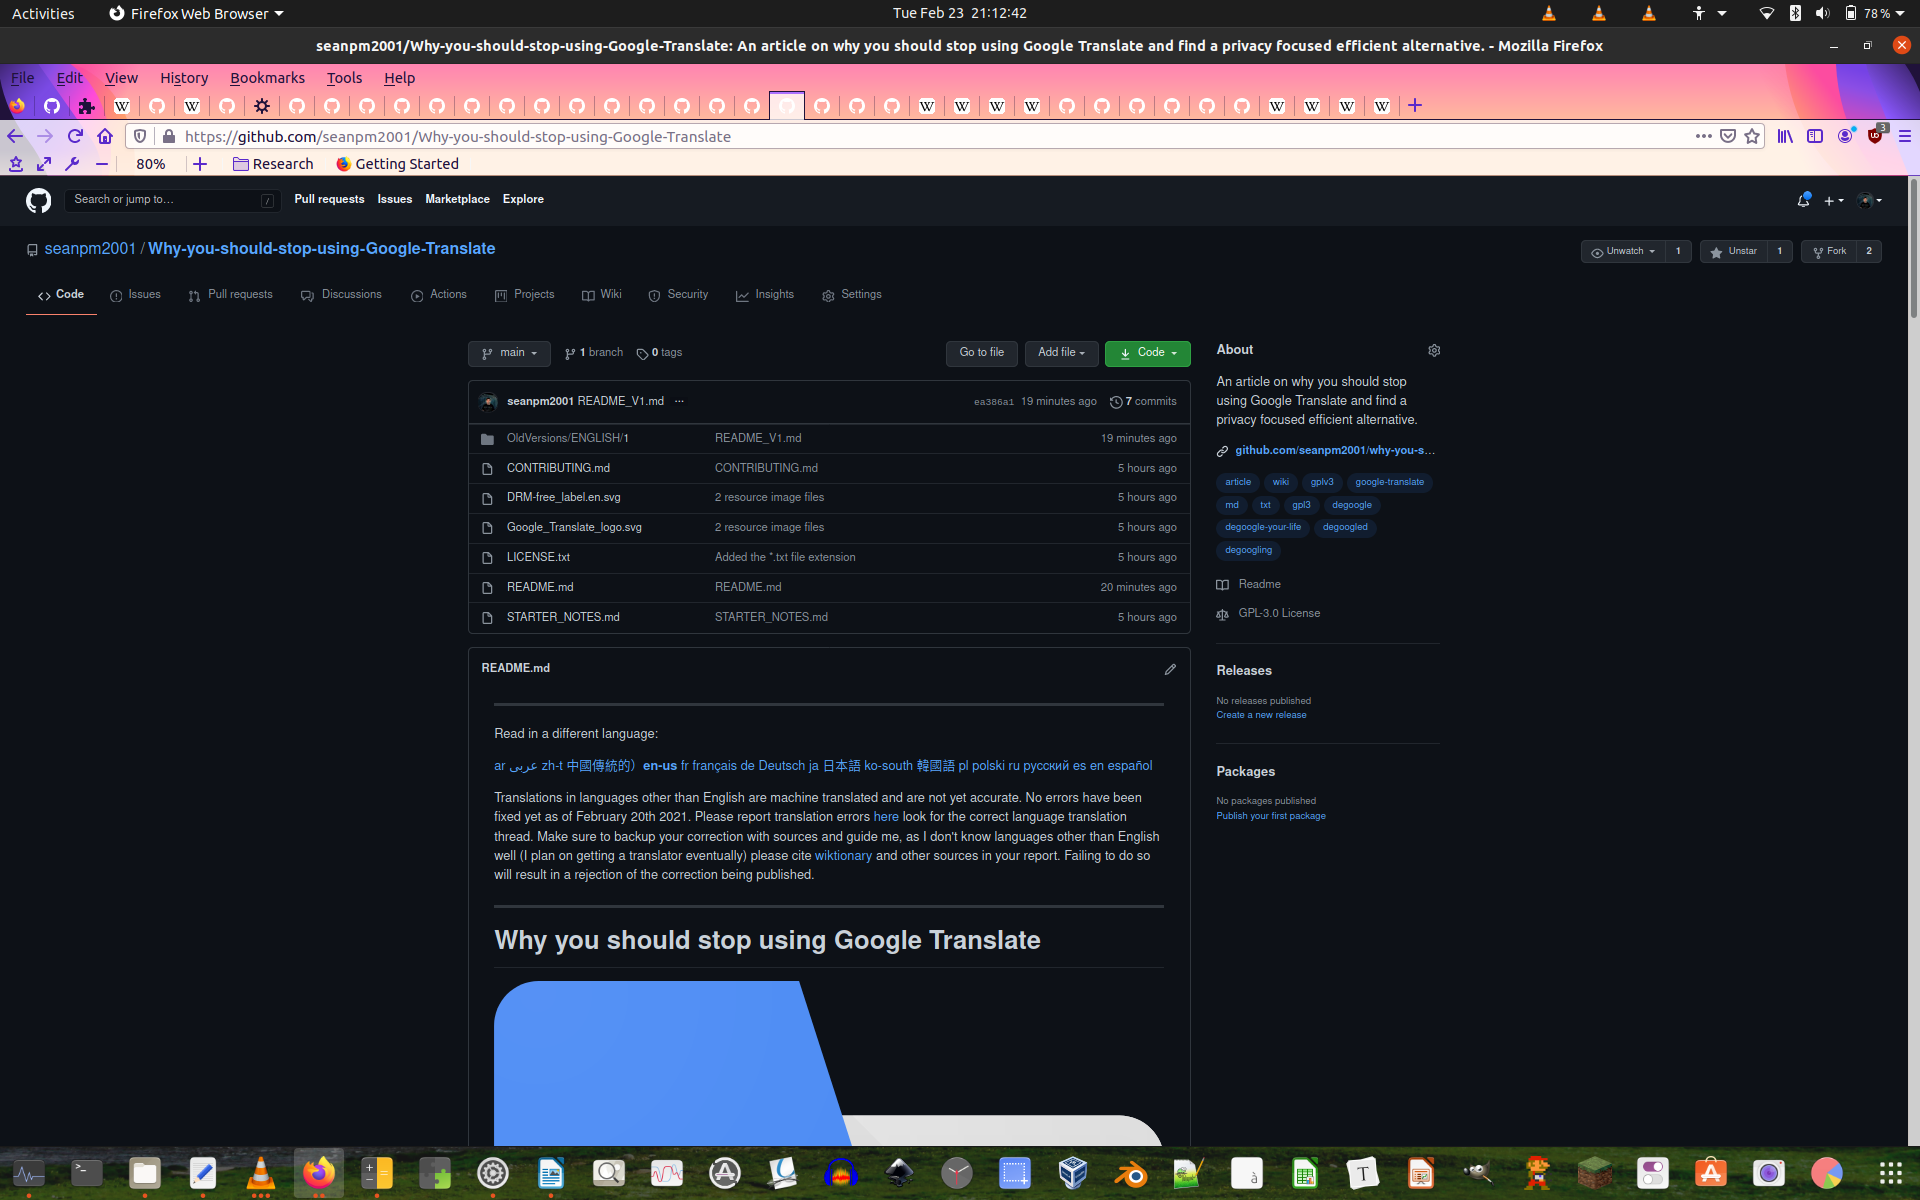 Activities
Firefox Web Browser
Tue Feb 23 21:12:42
78 %
seanpm2001/Why-you-should-stop-using-Google-Translate: An article on why you should stop using Google Translate and find a privacy focused efficient alternative. - Mozilla Firefox
File Edit View History Bookmarks Tools Help
https://github.com/seanpm2001/Why-you-should-stop-using-Google-Translate
3
80%
Research
Getting Started
Search or jump to…
/
Pull requests Issues Marketplace Explore
seanpm2001 / Why-you-should-stop-using-Google-Translate
Unwatch 1
Unstar 1
Fork 2
Code Issues Pull requests Discussions Actions Projects Wiki Security Insights Settings
main
1 branch
0 tags
Go to file
Add file
Code
seanpm2001 README_V1.md ···
ea386a1 19 minutes ago
7 commits
OldVersions/ENGLISH/1 README_V1.md 19 minutes ago
CONTRIBUTING.md CONTRIBUTING.md 5 hours ago
DRM-free_label.en.svg 2 resource image files 5 hours ago
Google_Translate_logo.svg 2 resource image files 5 hours ago
LICENSE.txt Added the *.txt file extension 5 hours ago
README.md README.md 20 minutes ago
STARTER_NOTES.md STARTER_NOTES.md 5 hours ago
README.md
Read in a different language:
ar عربى zh-t 中國傳統的）en-us fr français de Deutsch ja 日本語 ko-south 韓國語 pl polski ru русский es en español
Translations in languages other than English are machine translated and are not yet accurate. No errors have been
fixed yet as of February 20th 2021. Please report translation errors here look for the correct language translation
thread. Make sure to backup your correction with sources and guide me, as I don't know languages other than English
well (I plan on getting a translator eventually) please cite wiktionary and other sources in your report. Failing to do so
will result in a rejection of the correction being published.
Why you should stop using Google Translate
About
An article on why you should stop
using Google Translate and find a
privacy focused efficient alternative.
github.com/seanpm2001/why-you-s…
article wiki gplv3 google-translate
md txt gpl3 degoogle
degoogle-your-life degoogled
degoogling
Readme
GPL-3.0 License
Releases
No releases published
Create a new release
Packages
No packages published
Publish your first package